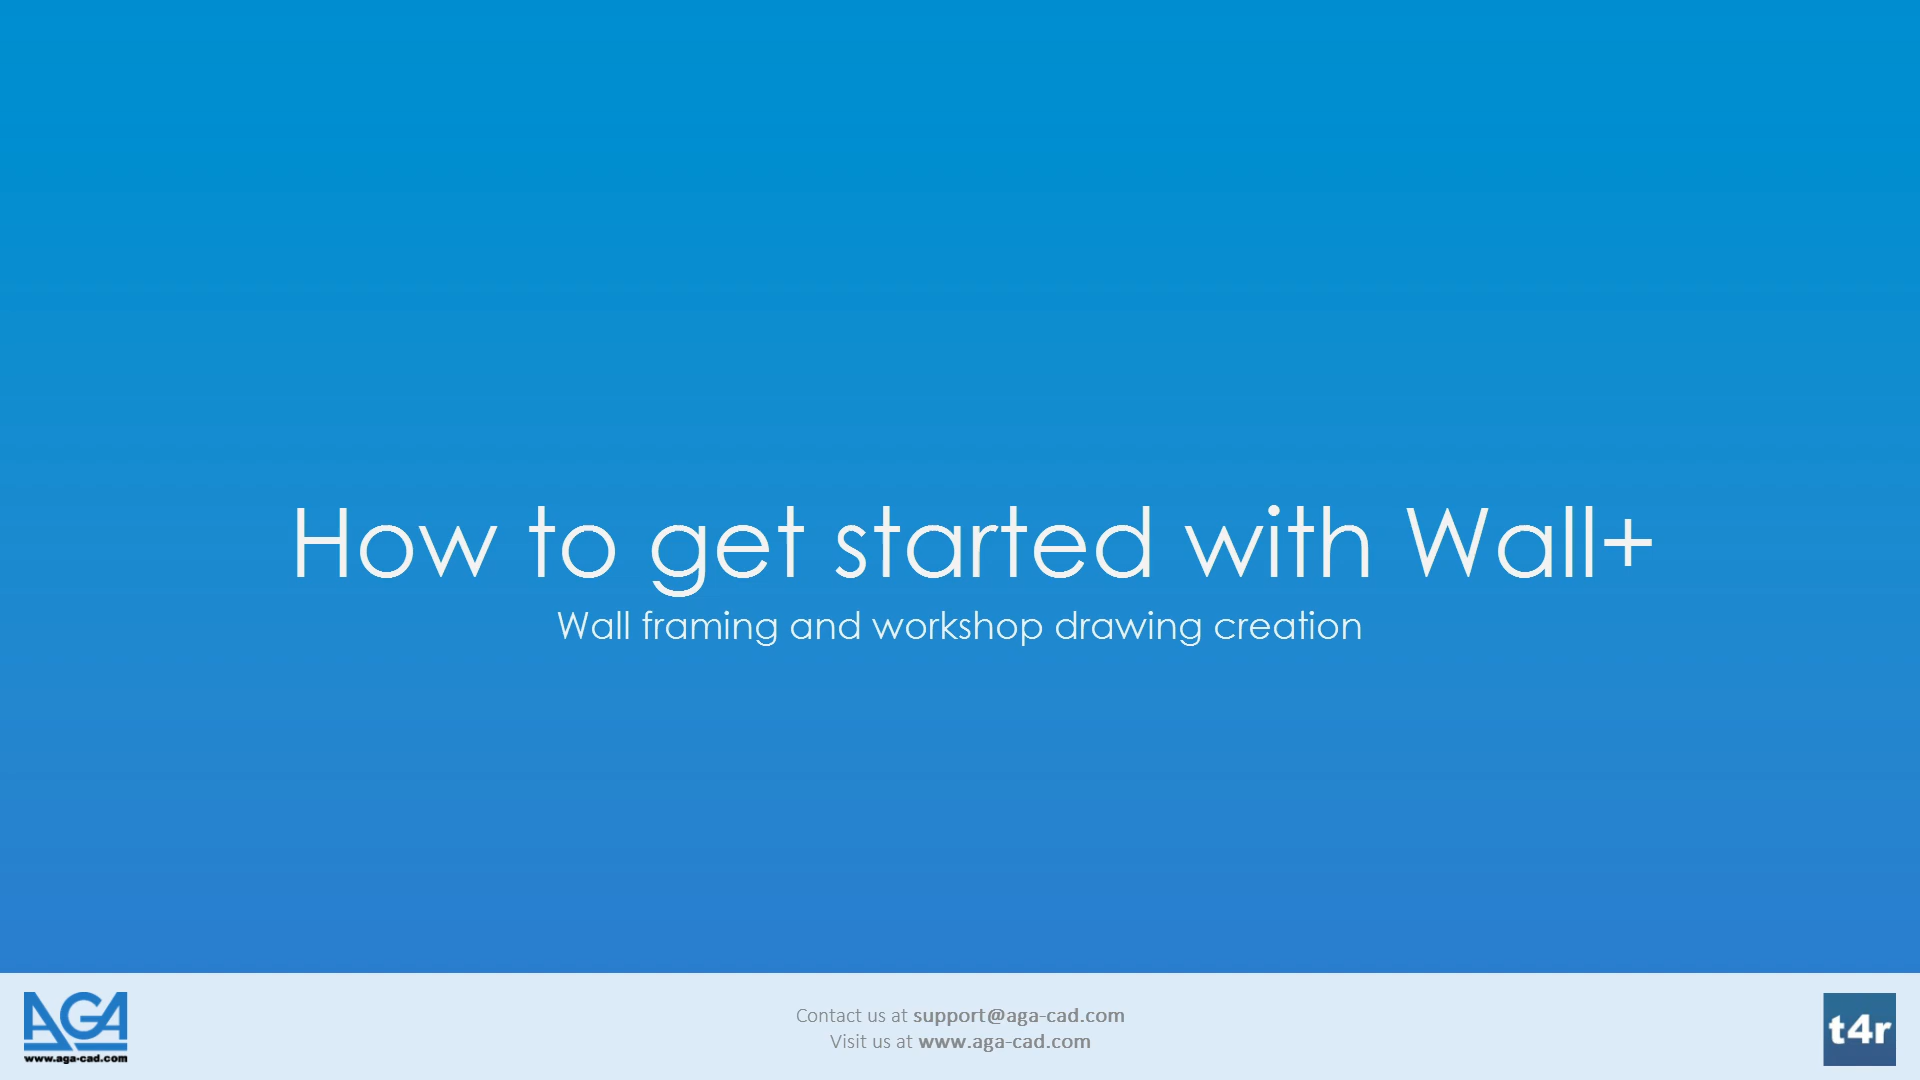 How to get started with Wall+
Wall framing and workshop drawing creation
AGA
www.aga-cad.com
Contact us at support@aga-cad.com
Visit us at www.aga-cad.com
t4r